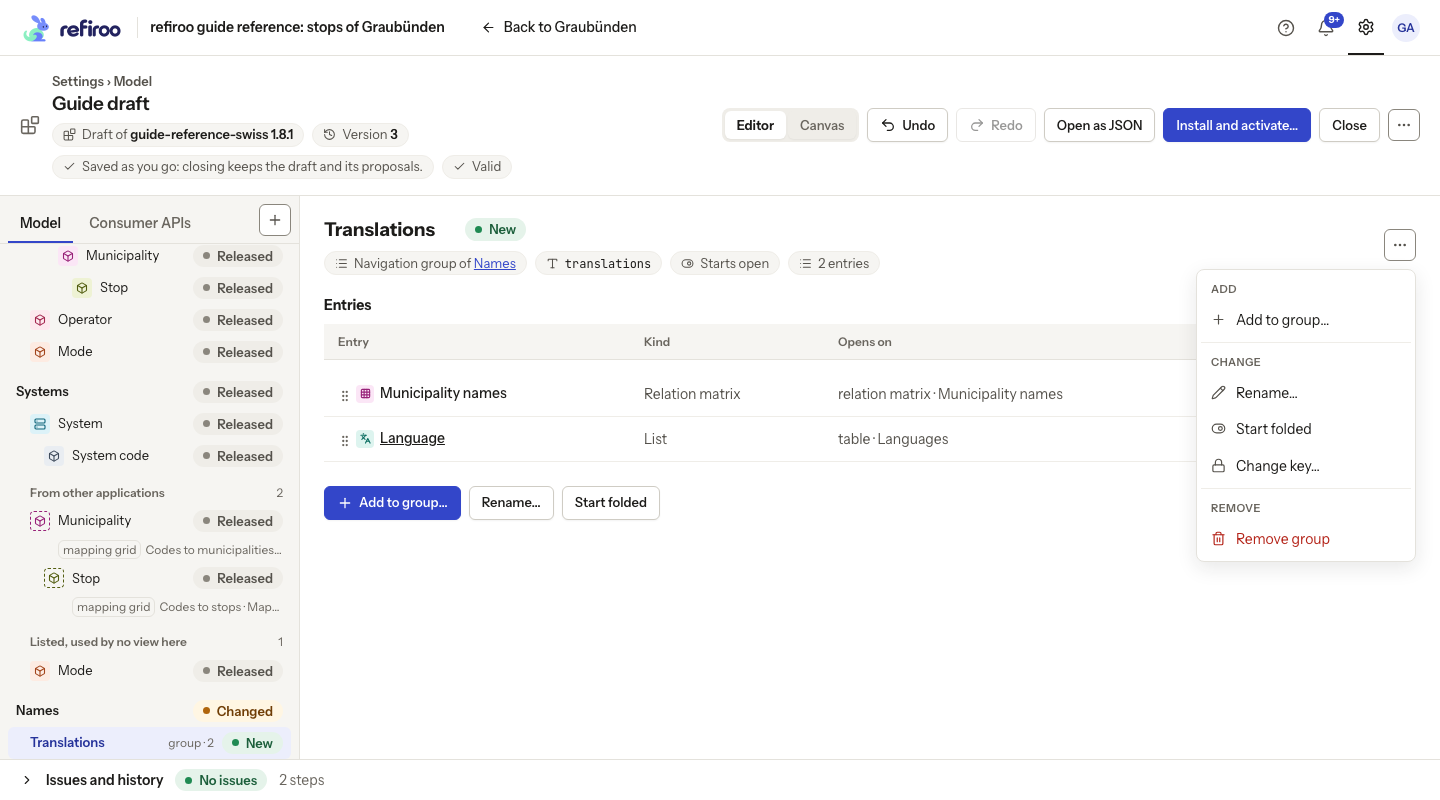 refiroo
refiroo guide reference: stops of Graubünden
Back to Graubünden
9+
GA
Settings › Model
Guide draft
Draft of guide-reference-swiss 1.8.1
Version 3
Saved as you go: closing keeps the draft and its proposals.
Valid
Editor
Canvas
Undo
Redo
Open as JSON
Install and activate…
Close
Model
Consumer APIs
Municipality
Released
Stop
Released
Operator
Released
Mode
Released
Systems
Released
System
Released
System code
Released
From other applications
2
Municipality
Released
mapping grid
Codes to municipalities…
Stop
Released
mapping grid
Codes to stops · Map…
Listed, used by no view here
1
Mode
Released
Names
Changed
Translations
group · 2
New
Translations
New
Navigation group of Names
translations
Starts open
2 entries
Entries
Entry
Kind
Opens on
Municipality names
Relation matrix
relation matrix · Municipality names
Language
List
table · Languages
Add to group…
Rename…
Start folded
ADD
Add to group…
CHANGE
Rename…
Start folded
Change key…
REMOVE
Remove group
Issues and history
No issues
2 steps